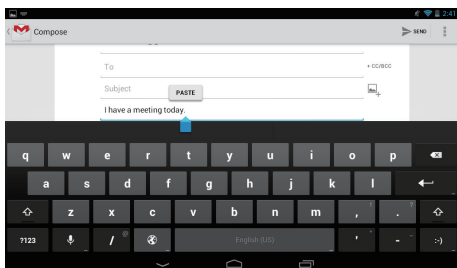 2:41
Compose
SEND
To
+ CC/BCC
Subject
PASTE
I have a meeting today.
q w e r t y u i o p
a s d f g h j k l
z x c v b n m , ! . ?
?123 / @ English (US) ' " - _ :-)